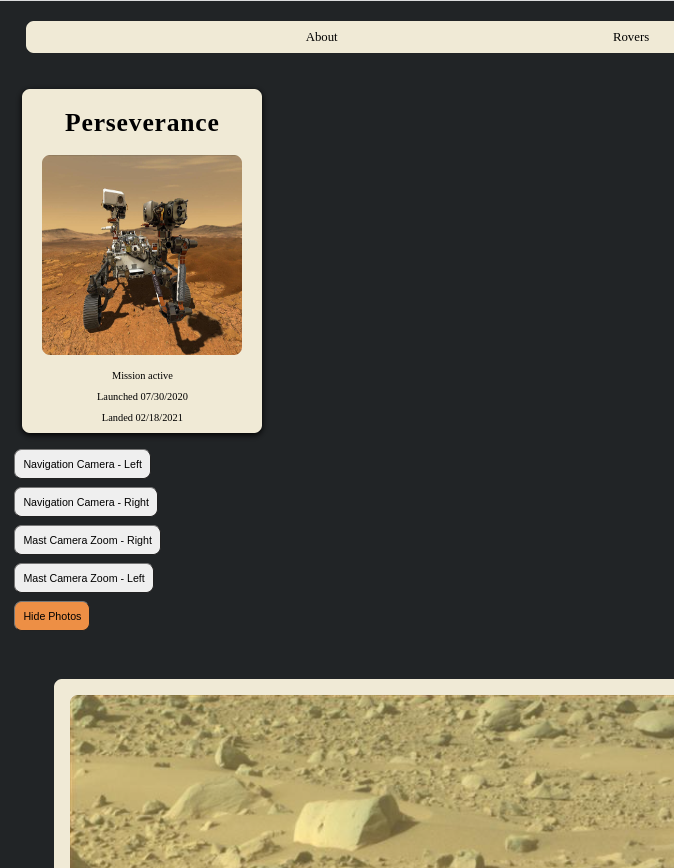 About
Rovers
Perseverance
Mission active
Launched 07/30/2020
Landed 02/18/2021
Navigation Camera - Left
Navigation Camera - Right
Mast Camera Zoom - Right
Mast Camera Zoom - Left
Hide Photos